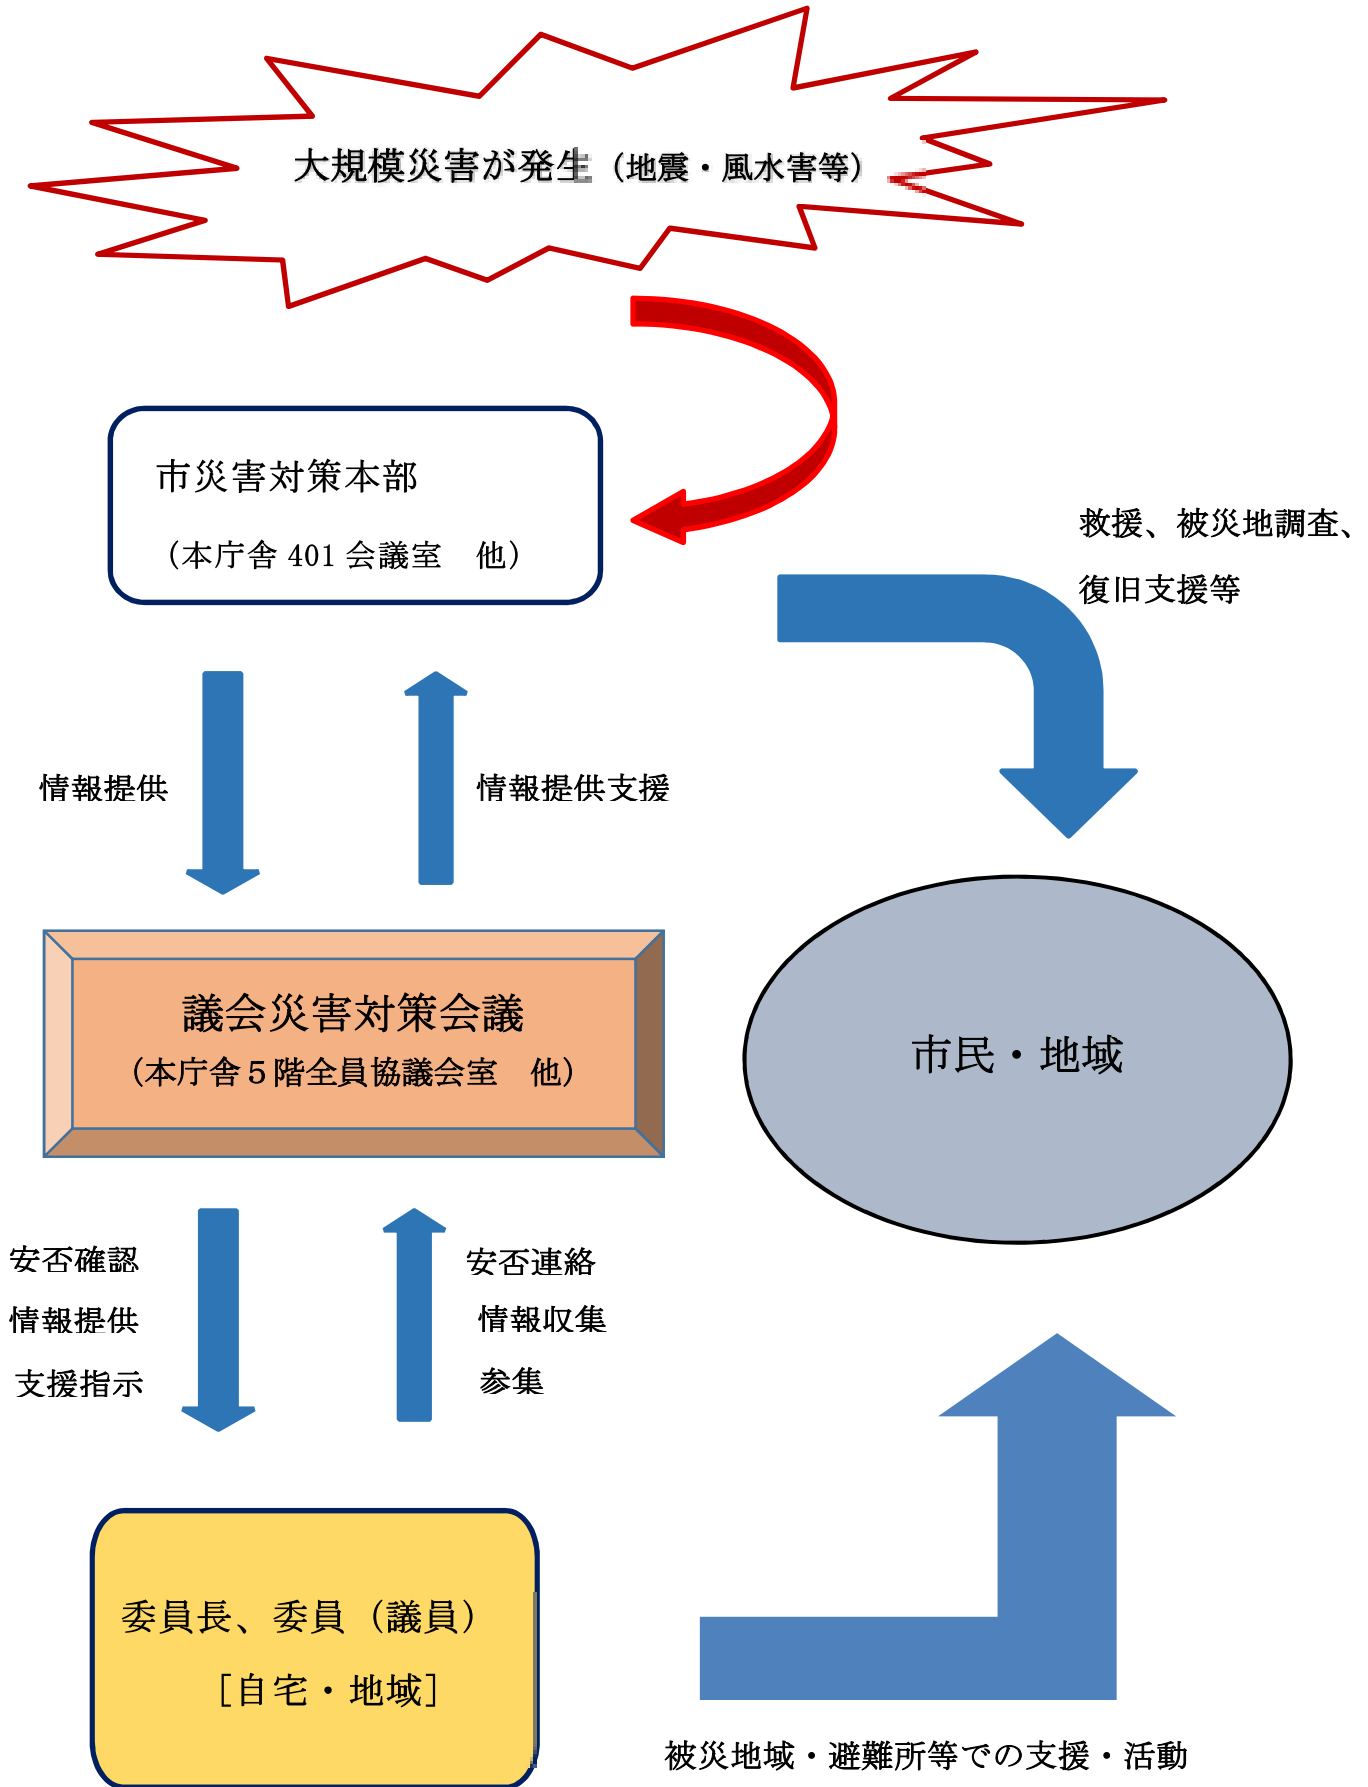 大規模災害が発生（地震・風水害等）
市災害対策本部
（本庁舎 401 会議室　他）
救援、被災地調査、
復旧支援等
情報提供
情報提供支援
議会災害対策会議
（本庁舎５階全員協議会室　他）
市民・地域
安否確認
情報提供
支援指示
安否連絡
情報収集
参集
委員長、委員（議員）
［自宅・地域］
被災地域・避難所等での支援・活動